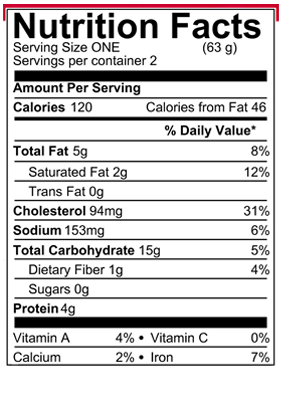 Nutrition Facts
Serving Size ONE (63 g)
Servings per container 2
Amount Per Serving
Calories 120 Calories from Fat 46
% Daily Value*
Total Fat 5g 8%
Saturated Fat 2g 12%
Trans Fat 0g
Cholesterol 94mg 31%
Sodium 153mg 6%
Total Carbohydrate 15g 5%
Dietary Fiber 1g 4%
Sugars 0g
Protein 4g
Vitamin A 4% • Vitamin C 0%
Calcium 2% • Iron 7%